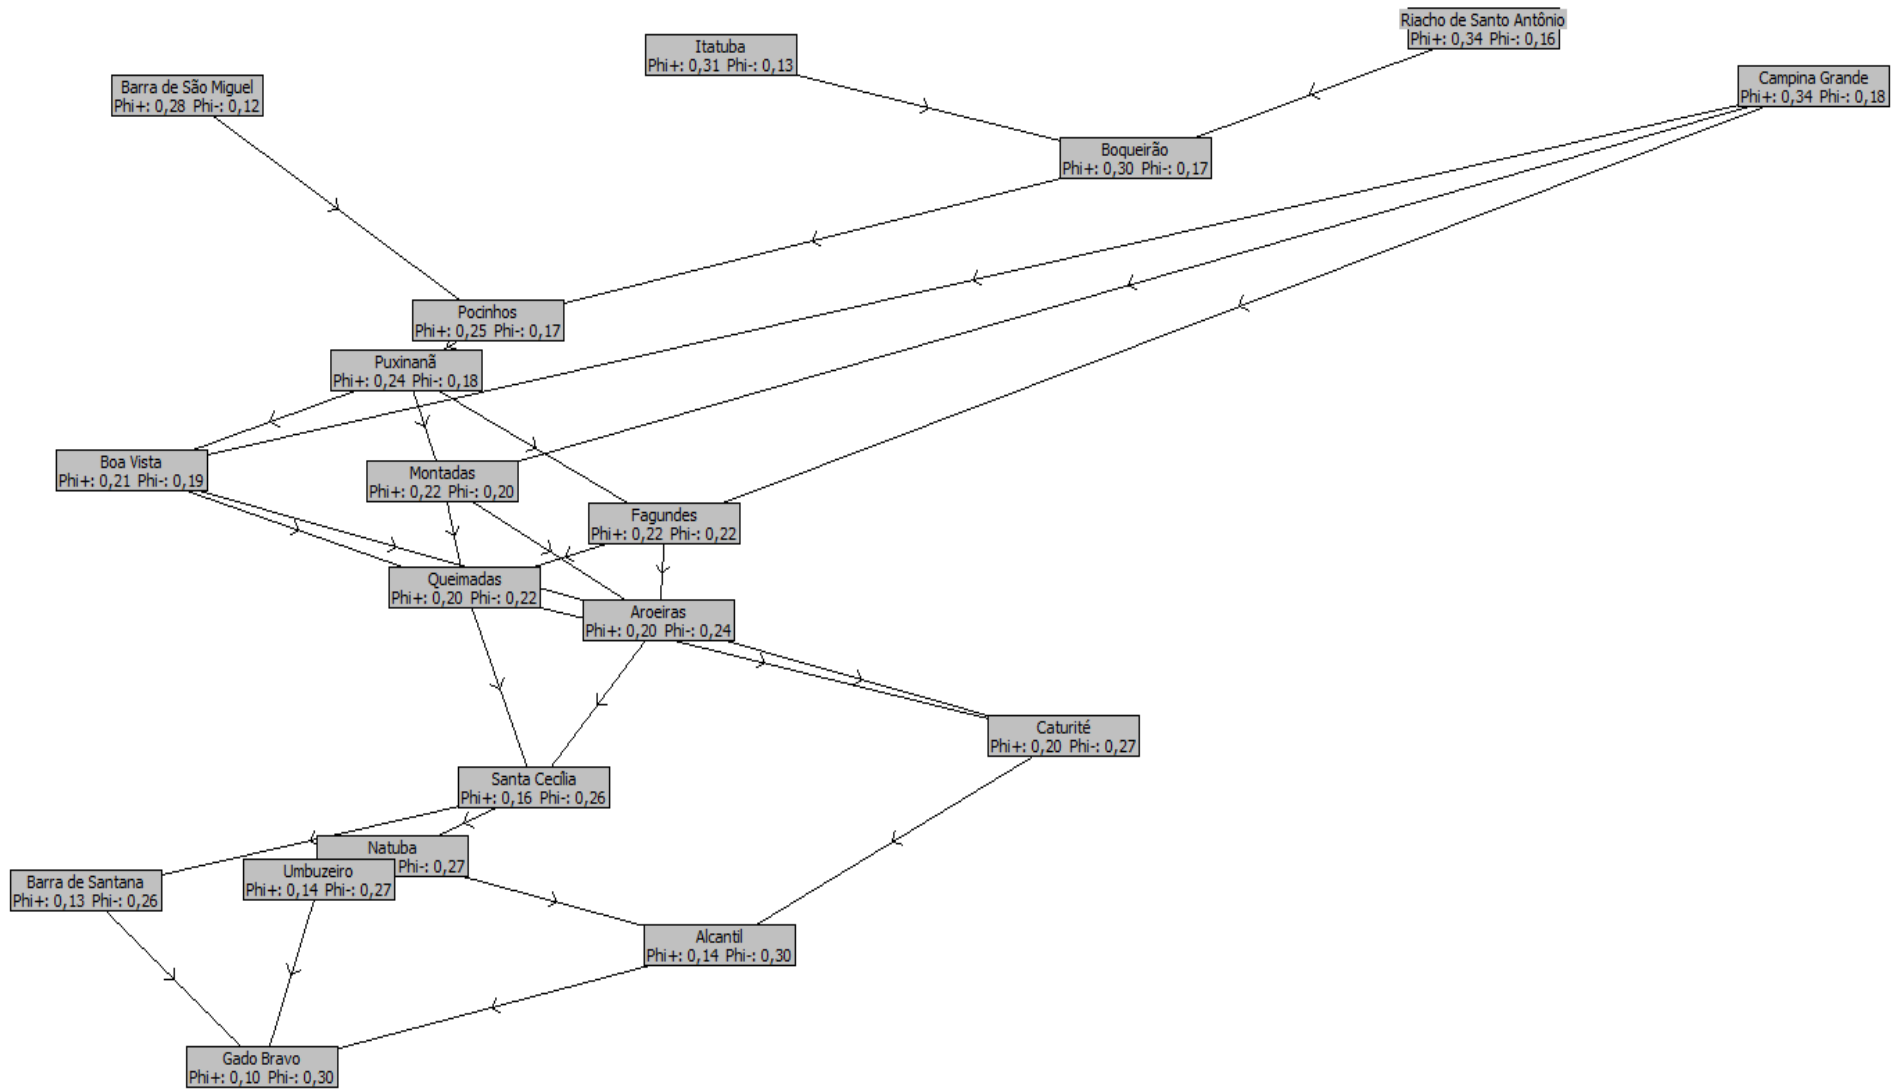 Riacho de Santo Antônio
Phi+: 0,34 Phi-: 0,16
Itatuba
Phi+: 0,31 Phi-: 0,13
Campina Grande
Phi+: 0,34 Phi-: 0,18
Barra de São Miguel
Phi+: 0,28 Phi-: 0,12
Boqueirão
Phi+: 0,30 Phi-: 0,17
Pocinhos
Phi+: 0,25 Phi-: 0,17
Puxinanã
Phi+: 0,24 Phi-: 0,18
Boa Vista
Phi+: 0,21 Phi-: 0,19
Montadas
Phi+: 0,22 Phi-: 0,20
Fagundes
Phi+: 0,22 Phi-: 0,22
Queimadas
Phi+: 0,20 Phi-: 0,22
Aroeiras
Phi+: 0,20 Phi-: 0,24
Caturité
Phi+: 0,20 Phi-: 0,27
Santa Cecília
Phi+: 0,16 Phi-: 0,26
Natuba
Phi-: 0,27
Umbuzeiro
Phi+: 0,14 Phi-: 0,27
Barra de Santana
Phi+: 0,13 Phi-: 0,26
Alcantil
Phi+: 0,14 Phi-: 0,30
Gado Bravo
Phi+: 0,10 Phi-: 0,30